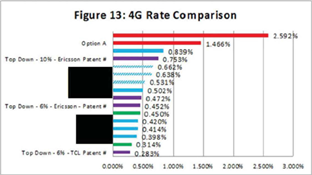 Figure 13: 4G Rate Comparison
2.592%
Option A
1.466%
0.839%
Top Down - 10% - Ericsson Patent #
0.753%
0.662%
0.638%
0.531%
0.502%
0.472%
Top Down - 6% - Ericsson - Patent #
0.452%
0.450%
0.420%
0.414%
0.398%
0.314%
Top Down - 6% - TCL Patent #
0.283%
0.000% 0.500% 1.000% 1.500% 2.000% 2.500% 3.000%